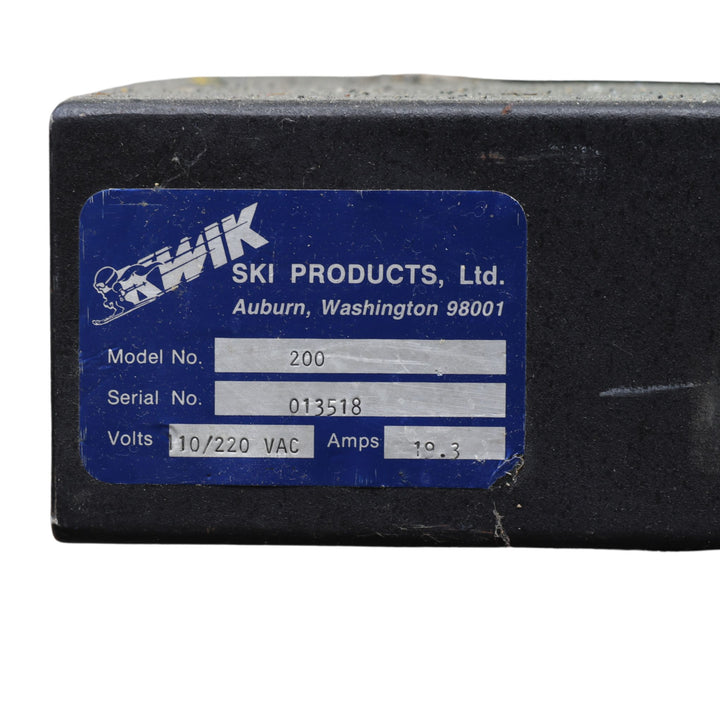 KWIK
SKI PRODUCTS, Ltd.
Auburn, Washington 98001
Model No. 200
Serial No. 013518
Volts 110/220 VAC Amps 19.3